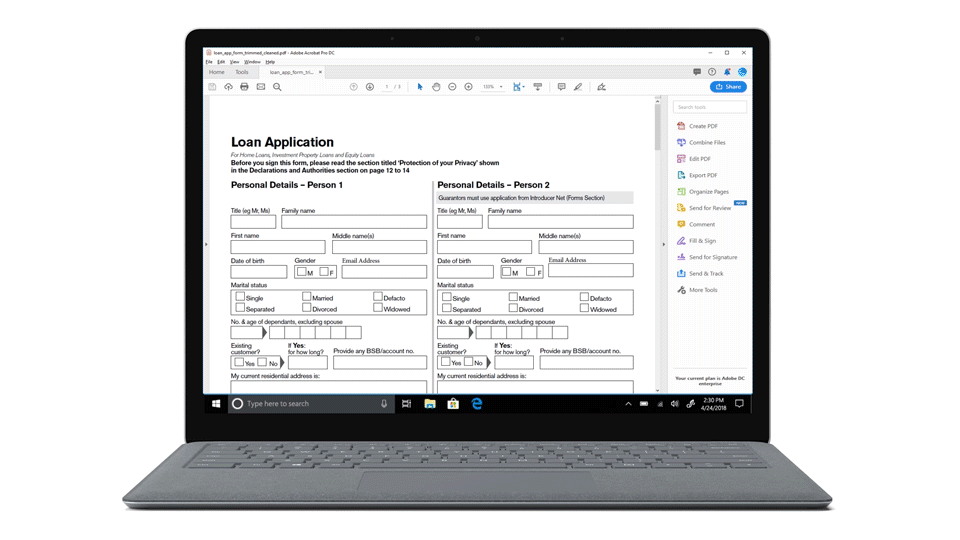 loan_app_form_trimined_cleaned.pdf - Adobe Acrobat Pro DC
File Edit View Window Help
Home Tools loan_app_form_tri... ×
1 / 3 100% Share
Search tools
Create PDF
Combine Files
Edit PDF
Export PDF
Organize Pages
Send for Review NEW
Comment
Fill & Sign
Send for Signature
Send & Track
More Tools
Your current plan is Adobe DC
enterprise
Loan Application
For Home Loans, Investment Property Loans and Equity Loans
Before you sign this form, please read the section titled ‘Protection of your Privacy’ shown
in the Declarations and Authorities section on page 12 to 14
Personal Details – Person 1
Title (eg Mr, Ms) Family name
First name Middle name(s)
Date of birth Gender Email Address
M F
Marital status
Single Married Defacto
Separated Divorced Widowed
No. & age of dependants, excluding spouse
Existing If Yes:
customer? for how long? Provide any BSB/account no.
Yes No
My current residential address is:
Personal Details – Person 2
Guarantors must use application from Introducer Net (Forms Section)
Title (eg Mr, Ms) Family name
First name Middle name(s)
Date of birth Gender Email Address
M F
Marital status
Single Married Defacto
Separated Divorced Widowed
No. & age of dependants, excluding spouse
Existing If Yes:
customer? for how long? Provide any BSB/account no.
Yes No
My current residential address is:
Type here to search
2:30 PM
4/24/2018